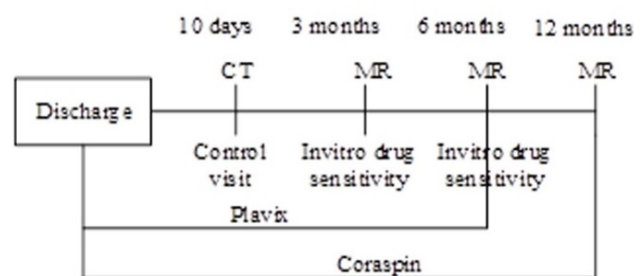 10 days 3 months 6 months 12 months
CT MR MR MR
Discharge
Control visit
Invitro drug sensitivity
Invitro drug sensitivity
Plavix
Coraspin